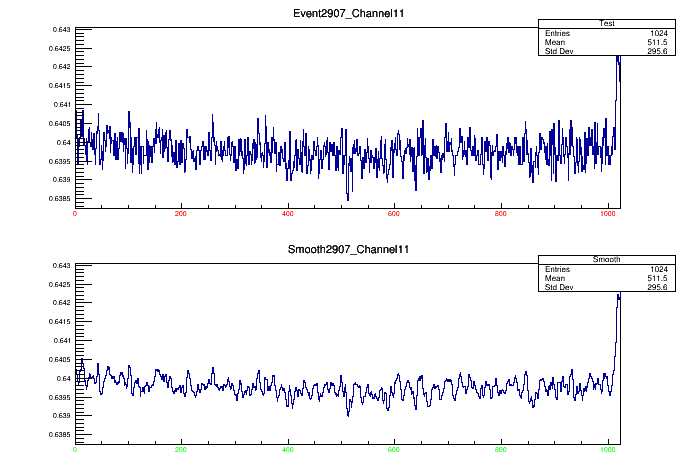 Event2907_Channel11
Test
Entries 1024
Mean 511.5
Std Dev 295.6
0.643
0.6425
0.642
0.6415
0.641
0.6405
0.64
0.6395
0.639
0.6385
0 200 400 600 800 1000
Smooth2907_Channel11
Smooth
Entries 1024
Mean 511.5
Std Dev 295.6
0.643
0.6425
0.642
0.6415
0.641
0.6405
0.64
0.6395
0.639
0.6385
0 200 400 600 800 1000